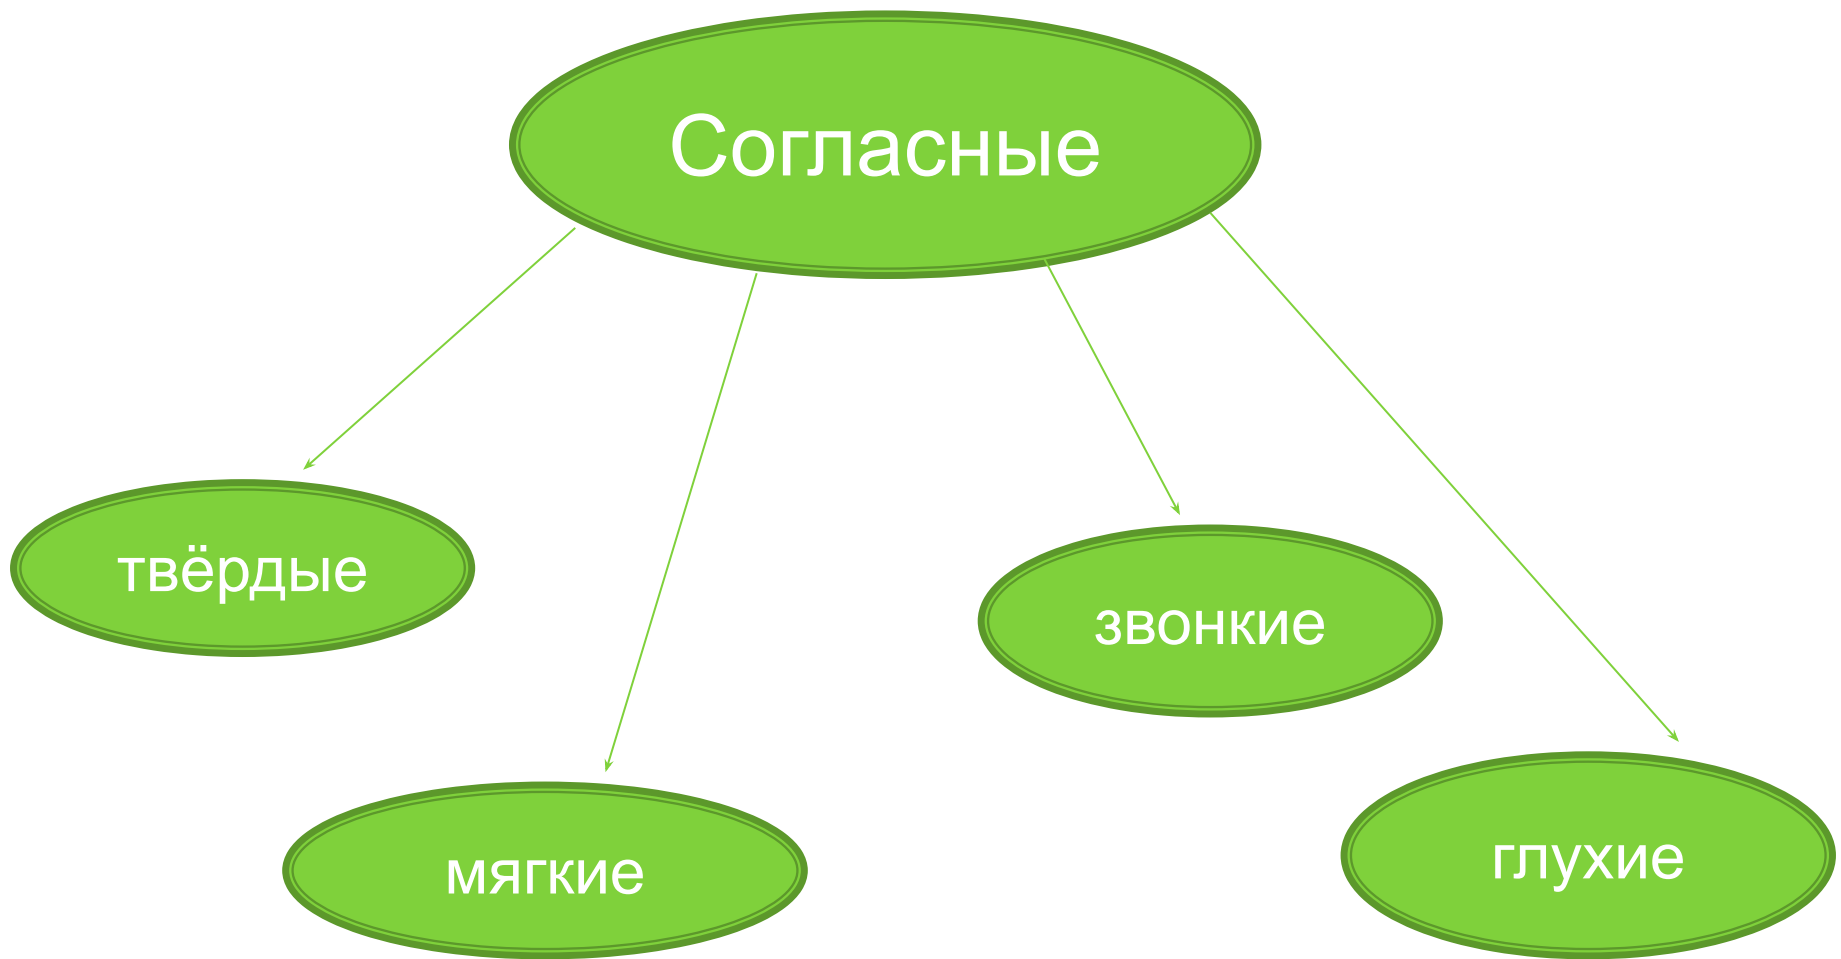 Согласные
твёрдые
звонкие
мягкие
глухие